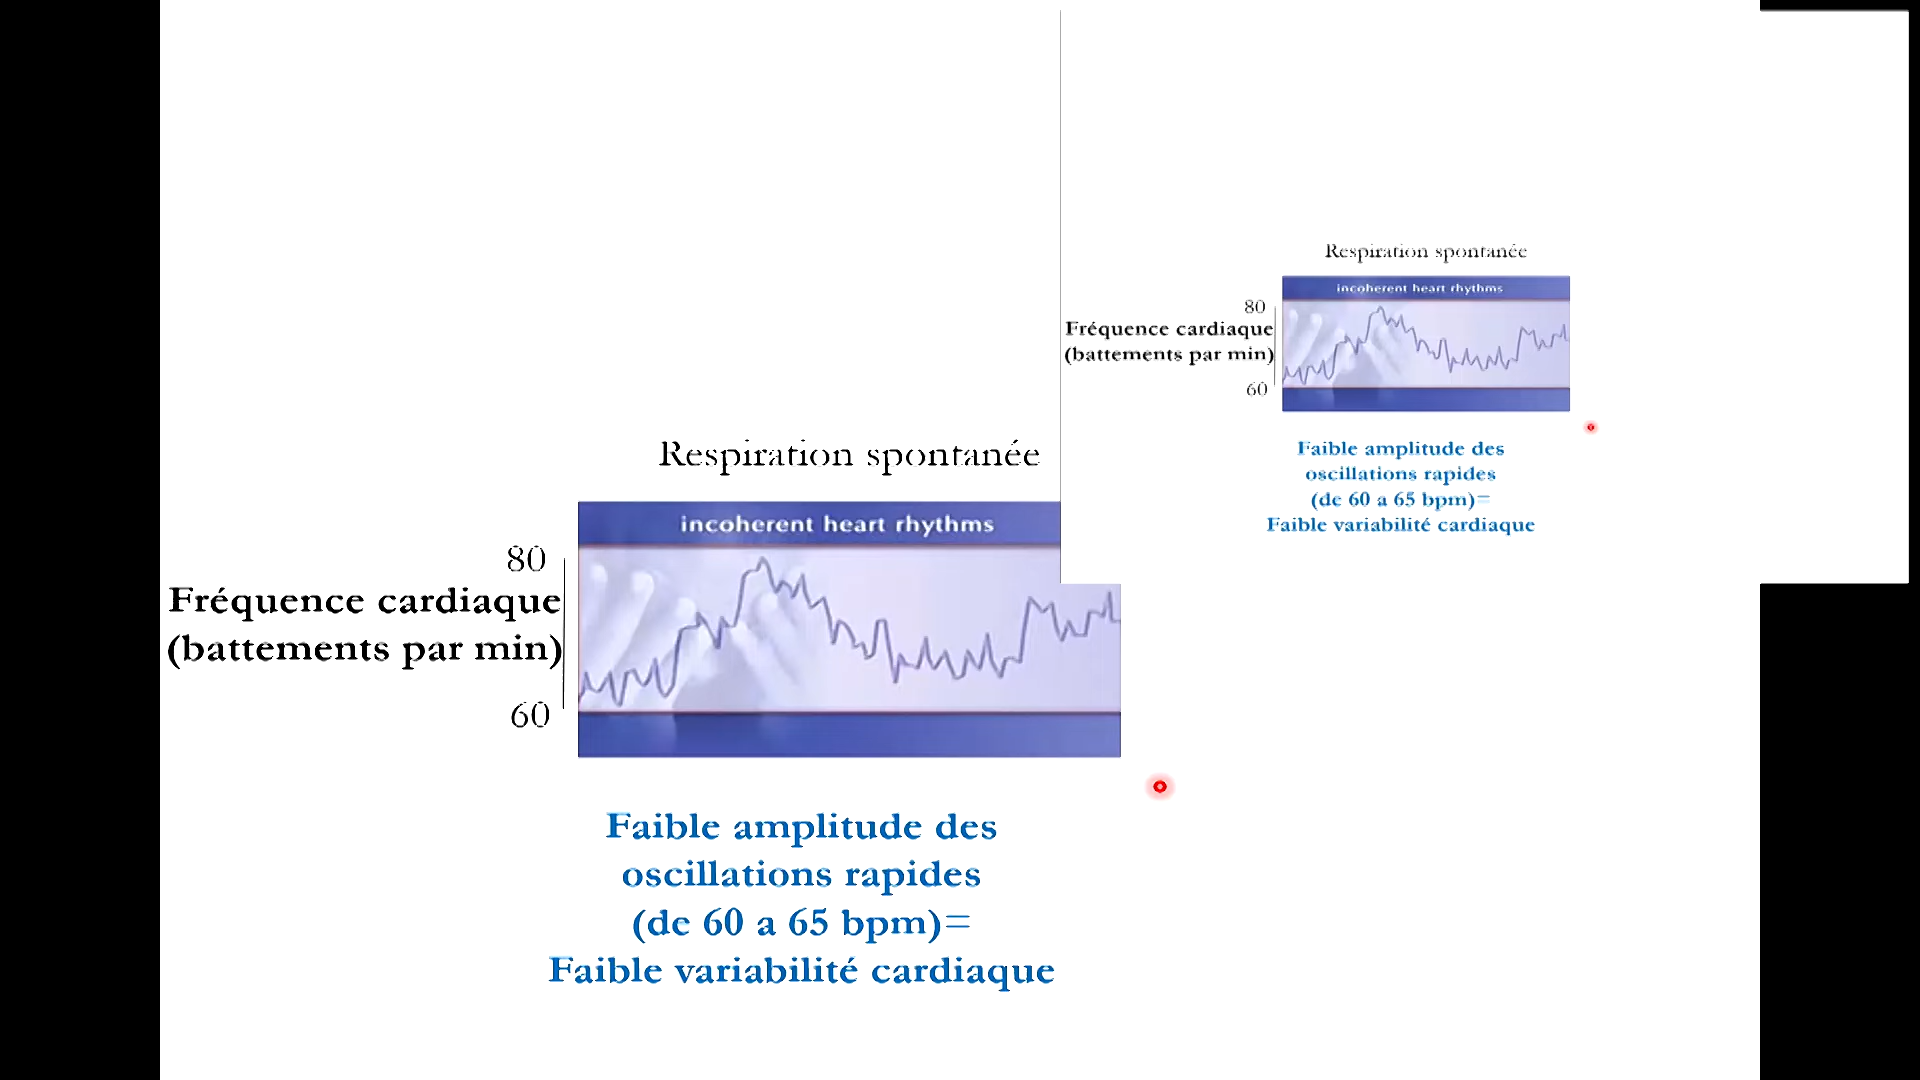 Respiration spontanée
incoherent heart rhythms
80
Fréquence cardiaque
(battements par min)
60
Faible amplitude des
oscillations rapides
(de 60 a 65 bpm)=
Faible variabilité cardiaque
Respiration spontanée
incoherent heart rhythms
80
Fréquence cardiaque
(battements par min)
60
Faible amplitude des
oscillations rapides
(de 60 a 65 bpm)=
Faible variabilité cardiaque